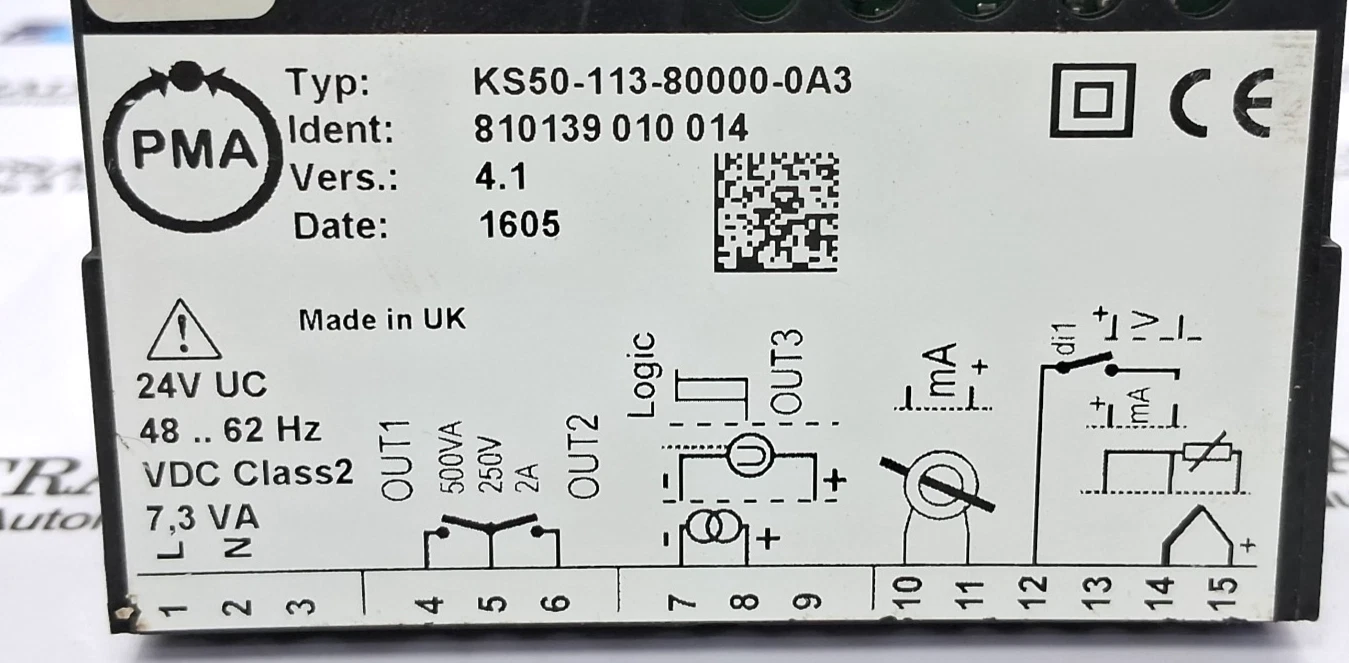 PMA
Typ: KS50-113-80000-0A3
Ident: 810139 010 014
Vers.: 4.1
Date: 1605
CE
Made in UK
24V UC
48 .. 62 Hz
VDC Class2
7,3 VA
L N
OUT1
500VA
250V
2A
OUT2
Logic
OUT3
U
- +
- +
mA
+
di1
+ V -
+ mA
+
1 2 3 4 5 6 7 8 9 10 11 12 13 14 15